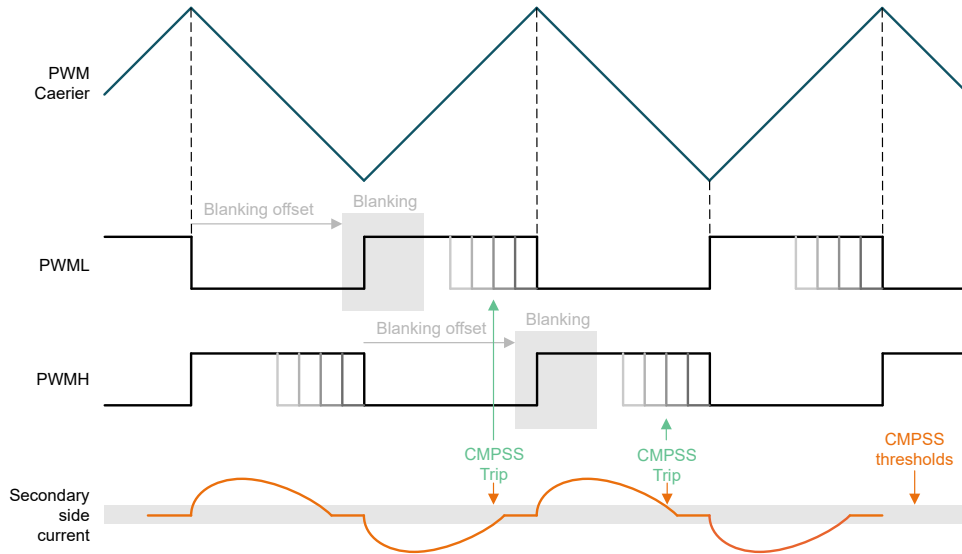 PWM
Caerier
Blanking offset
Blanking
PWML
Blanking offset
Blanking
PWMH
CMPSS
Trip
CMPSS
Trip
CMPSS
thresholds
Secondary
side
current